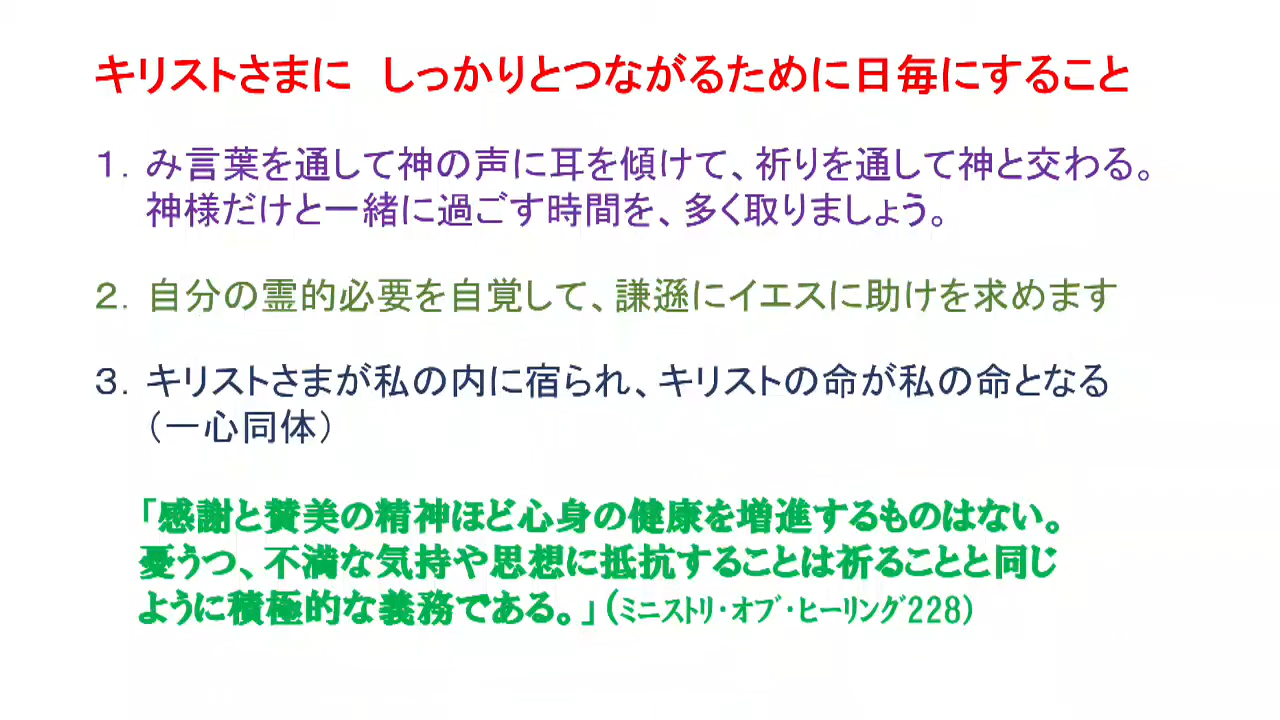 キリストさまに　しっかりとつながるために日毎にすること
１．み言葉を通して神の声に耳を傾けて、祈りを通して神と交わる。
神様だけと一緒に過ごす時間を、多く取りましょう。
２．自分の霊的必要を自覚して、謙遜にイエスに助けを求めます
３．キリストさまが私の内に宿られ、キリストの命が私の命となる
（一心同体）
「感謝と賛美の精神ほど心身の健康を増進するものはない。
憂うつ、不満な気持や思想に抵抗することは祈ることと同じ
ように積極的な義務である。」（ﾐﾆｽﾄﾘ･ｵﾌﾞ･ﾋｰﾘﾝｸﾞ228）